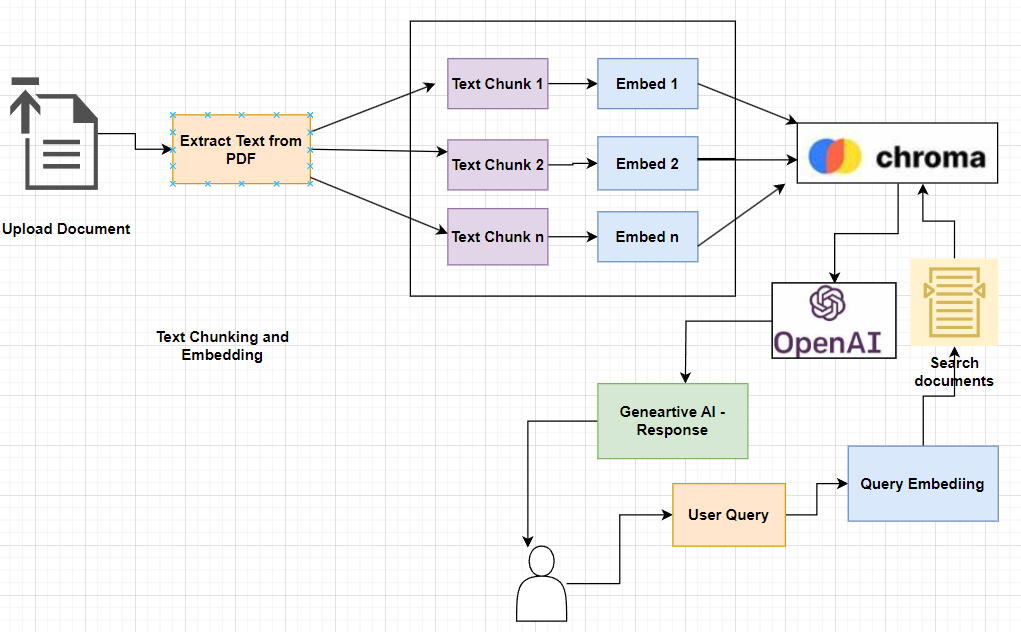 Upload Document
Extract Text from
PDF
Text Chunk 1
Embed 1
Text Chunk 2
Embed 2
Text Chunk n
Embed n
chroma
Text Chunking and
Embedding
OpenAI
Search
documents
Geneartive AI -
Response
User Query
Query Embediing